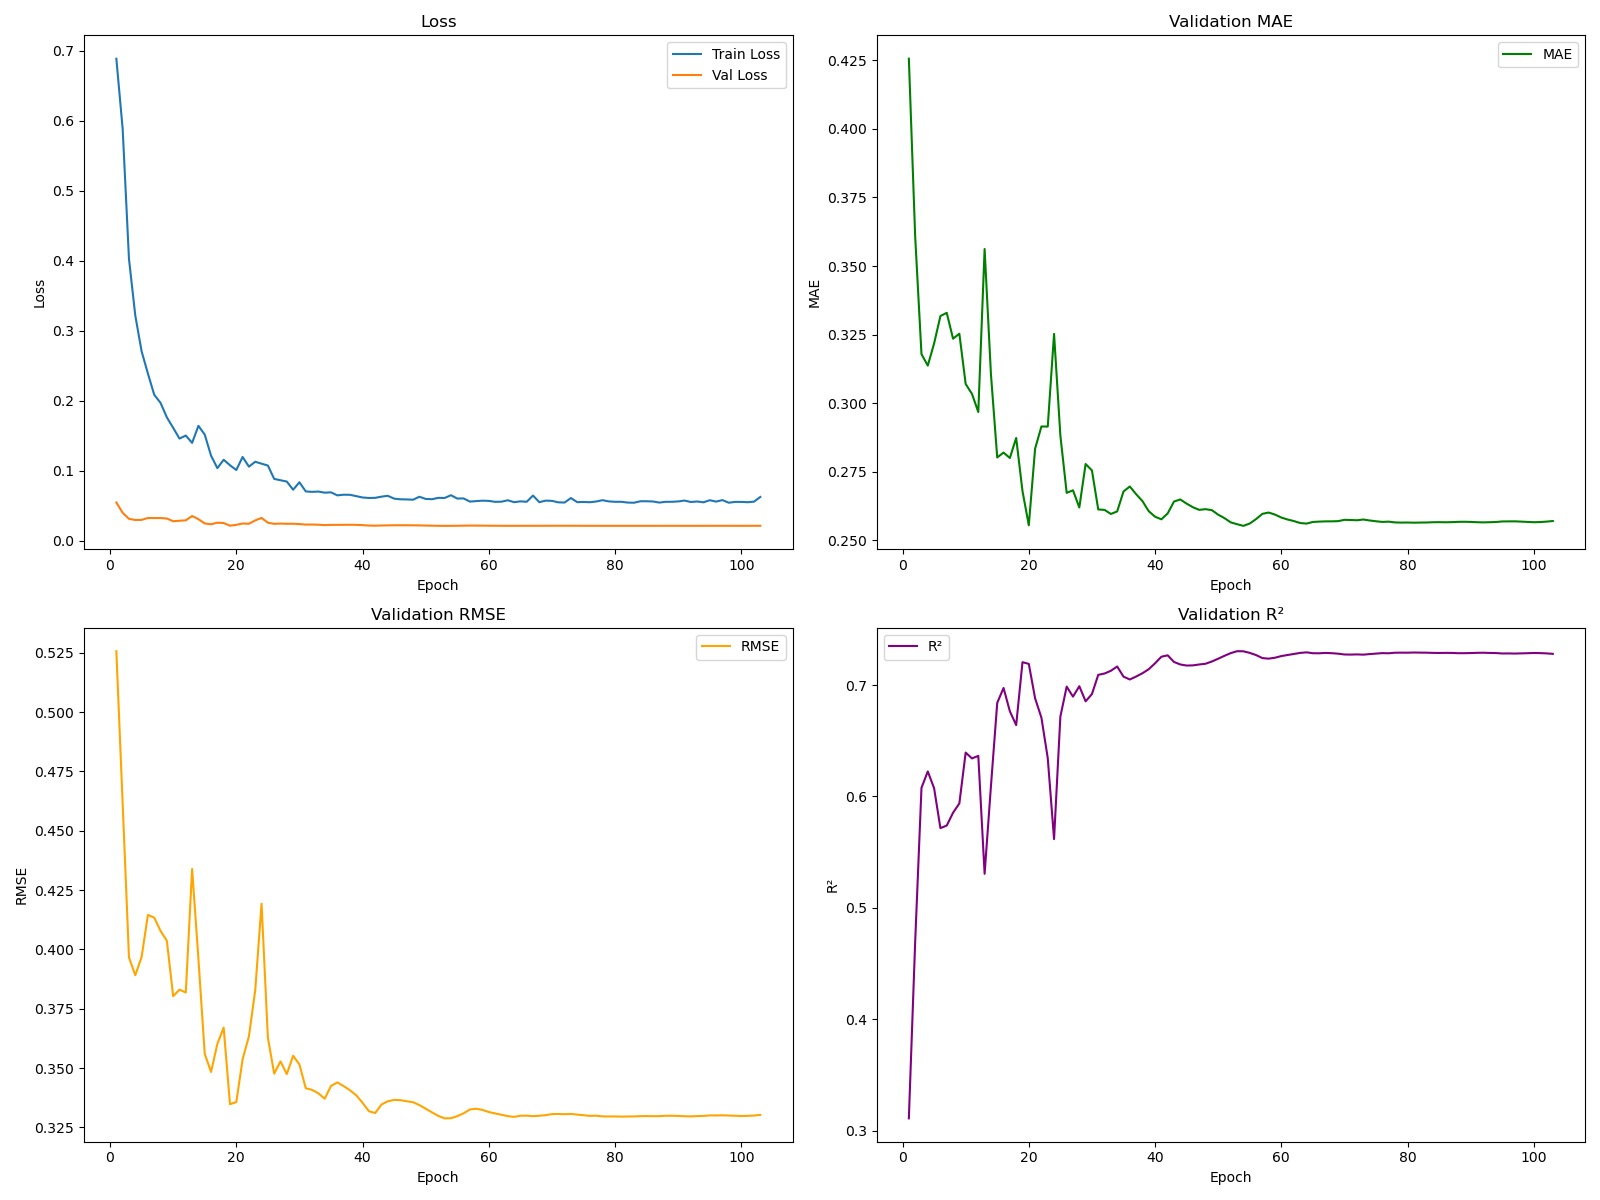 Loss
Train Loss
Val Loss
0.7
0.6
0.5
0.4
0.3
0.2
0.1
0.0
Loss
0 20 40 60 80 100
Epoch
Validation MAE
MAE
0.425
0.400
0.375
0.350
0.325
0.300
0.275
0.250
MAE
0 20 40 60 80 100
Epoch
Validation RMSE
RMSE
0.525
0.500
0.475
0.450
0.425
0.400
0.375
0.350
0.325
RMSE
0 20 40 60 80 100
Epoch
Validation R²
R²
0.7
0.6
0.5
0.4
0.3
R²
0 20 40 60 80 100
Epoch